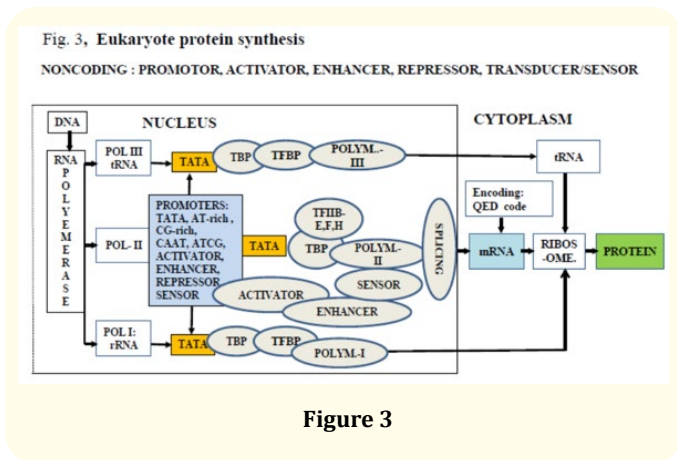 Fig. 3, Eukaryote protein synthesis
NONCODING : PROMOTOR, ACTIVATOR, ENHANCER, REPRESSOR, TRANSDUCER/SENSOR
DNA
NUCLEUS
CYTOPLASM
RNA
P
O
L
Y
E
M
E
R
A
S
E
POL III
tRNA
TATA
TBP
TFBP
POLYM.-
III
tRNA
Encoding:
QED code
PROMOTERS:
TATA, AT-rich ,
CG-rich,
CAAT, ATCG,
ACTIVATOR,
ENHANCER,
REPRESSOR
SENSOR
POL- II
TATA
TFIIB-
E,F,H
TBP
POLYM.-
II
SENSOR
ACTIVATOR
ENHANCER
SPLICING
mRNA
RIBOS
-OME.
PROTEIN
POL I:
rRNA
TATA
TBP
TFBP
POLYM.-I
Figure 3